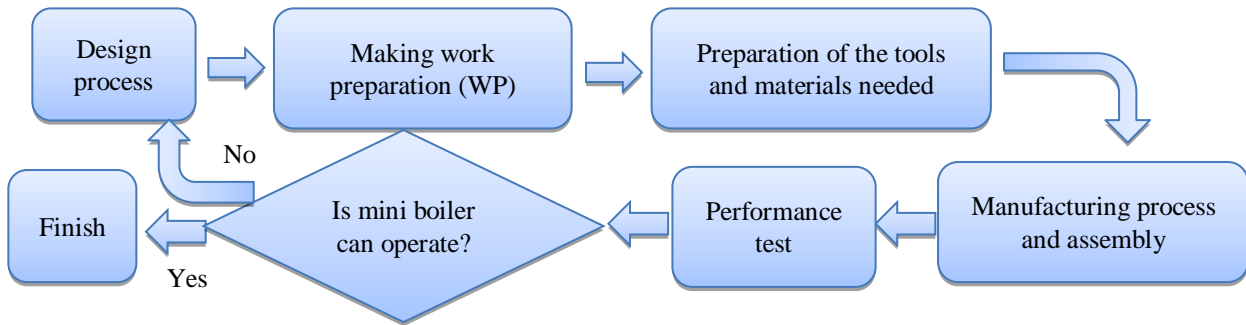 Design
process
Making work
preparation (WP)
Preparation of the tools
and materials needed
No
Finish
Yes
Is mini boiler
can operate?
Performance
test
Manufacturing process
and assembly